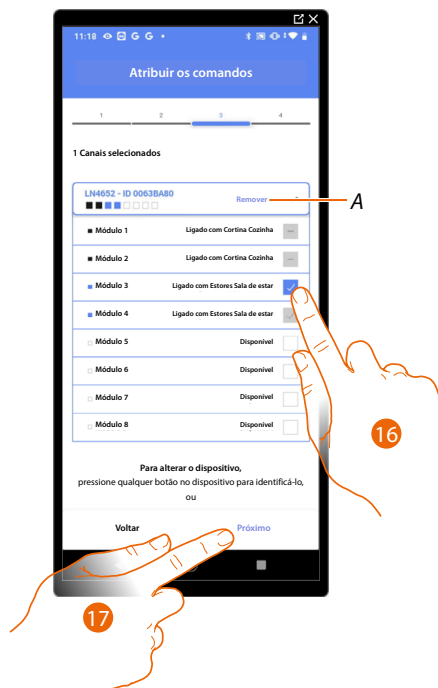 11:18 G G
Atribuir os comandos
1 2 3 4
1 Canais selecionados
LN4652 - ID 0063BA80
Remover
A
Módulo 1 Ligado com Cortina Cozinha
Módulo 2 Ligado com Cortina Cozinha
Módulo 3 Ligado com Estores Sala de estar
Módulo 4 Ligado com Estores Sala de estar
Módulo 5 Disponível
Módulo 6 Disponível
Módulo 7 Disponível
Módulo 8 Disponível
16
Para alterar o dispositivo,
pressione qualquer botão no dispositivo para identificá-lo,
ou
Voltar Próximo
17